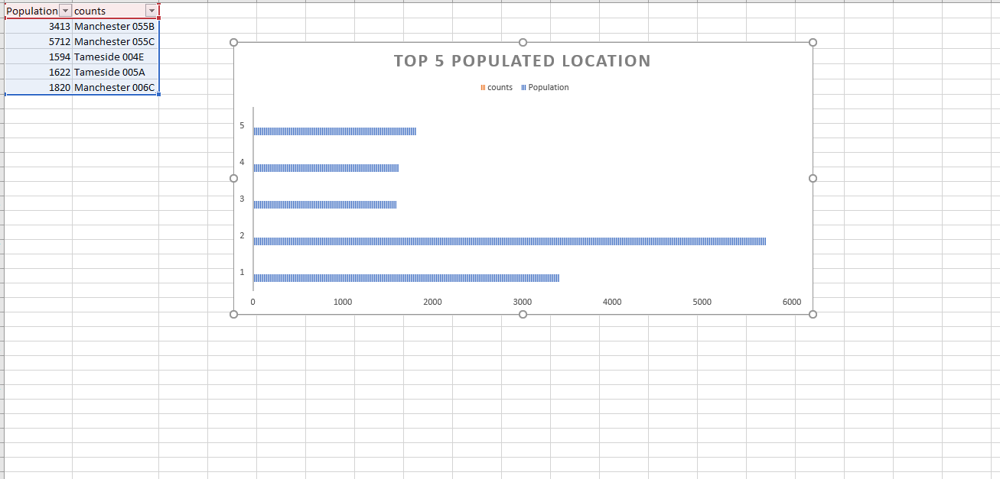 Population counts
3413 Manchester 055B
5712 Manchester 055C
1594 Tameside 004E
1622 Tameside 005A
1820 Manchester 006C
TOP 5 POPULATED LOCATION
counts Population
5
4
3
2
1
0 1000 2000 3000 4000 5000 6000